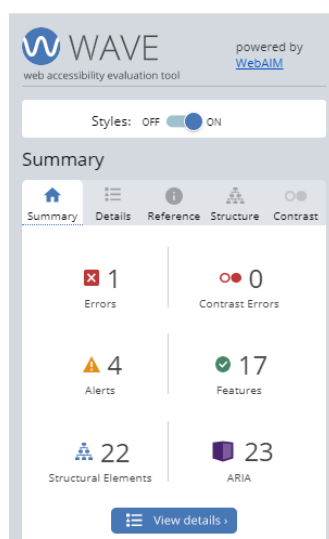 WAVE
powered by
WebAIM
web accessibility evaluation tool
Styles: OFF ON
Summary
Summary Details Reference Structure Contrast
1 0
Errors Contrast Errors
4 17
Alerts Features
22 23
Structural Elements ARIA
View details ›